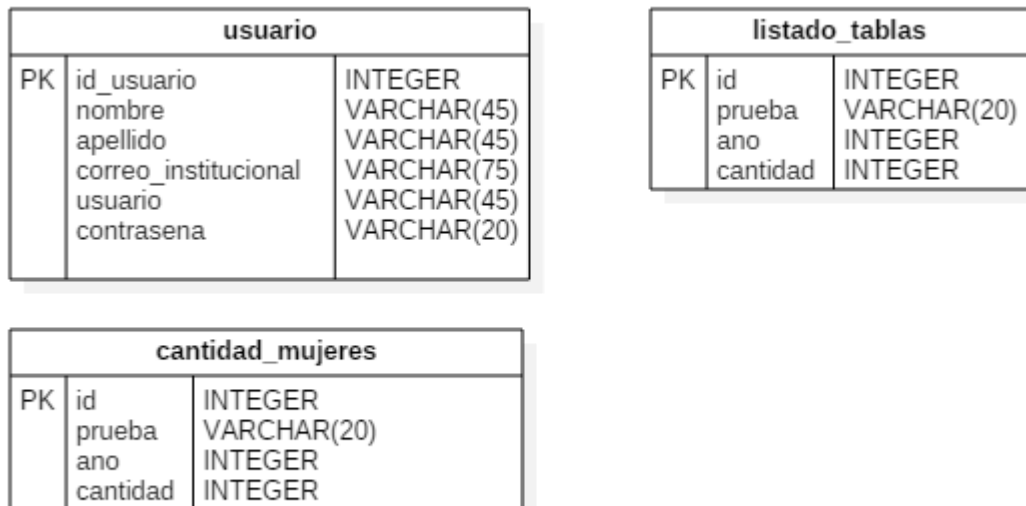 usuario
PK id_usuario INTEGER
nombre VARCHAR(45)
apellido VARCHAR(45)
correo_institucional VARCHAR(75)
usuario VARCHAR(45)
contrasena VARCHAR(20)
listado_tablas
PK id INTEGER
prueba VARCHAR(20)
ano INTEGER
cantidad INTEGER
cantidad_mujeres
PK id INTEGER
prueba VARCHAR(20)
ano INTEGER
cantidad INTEGER